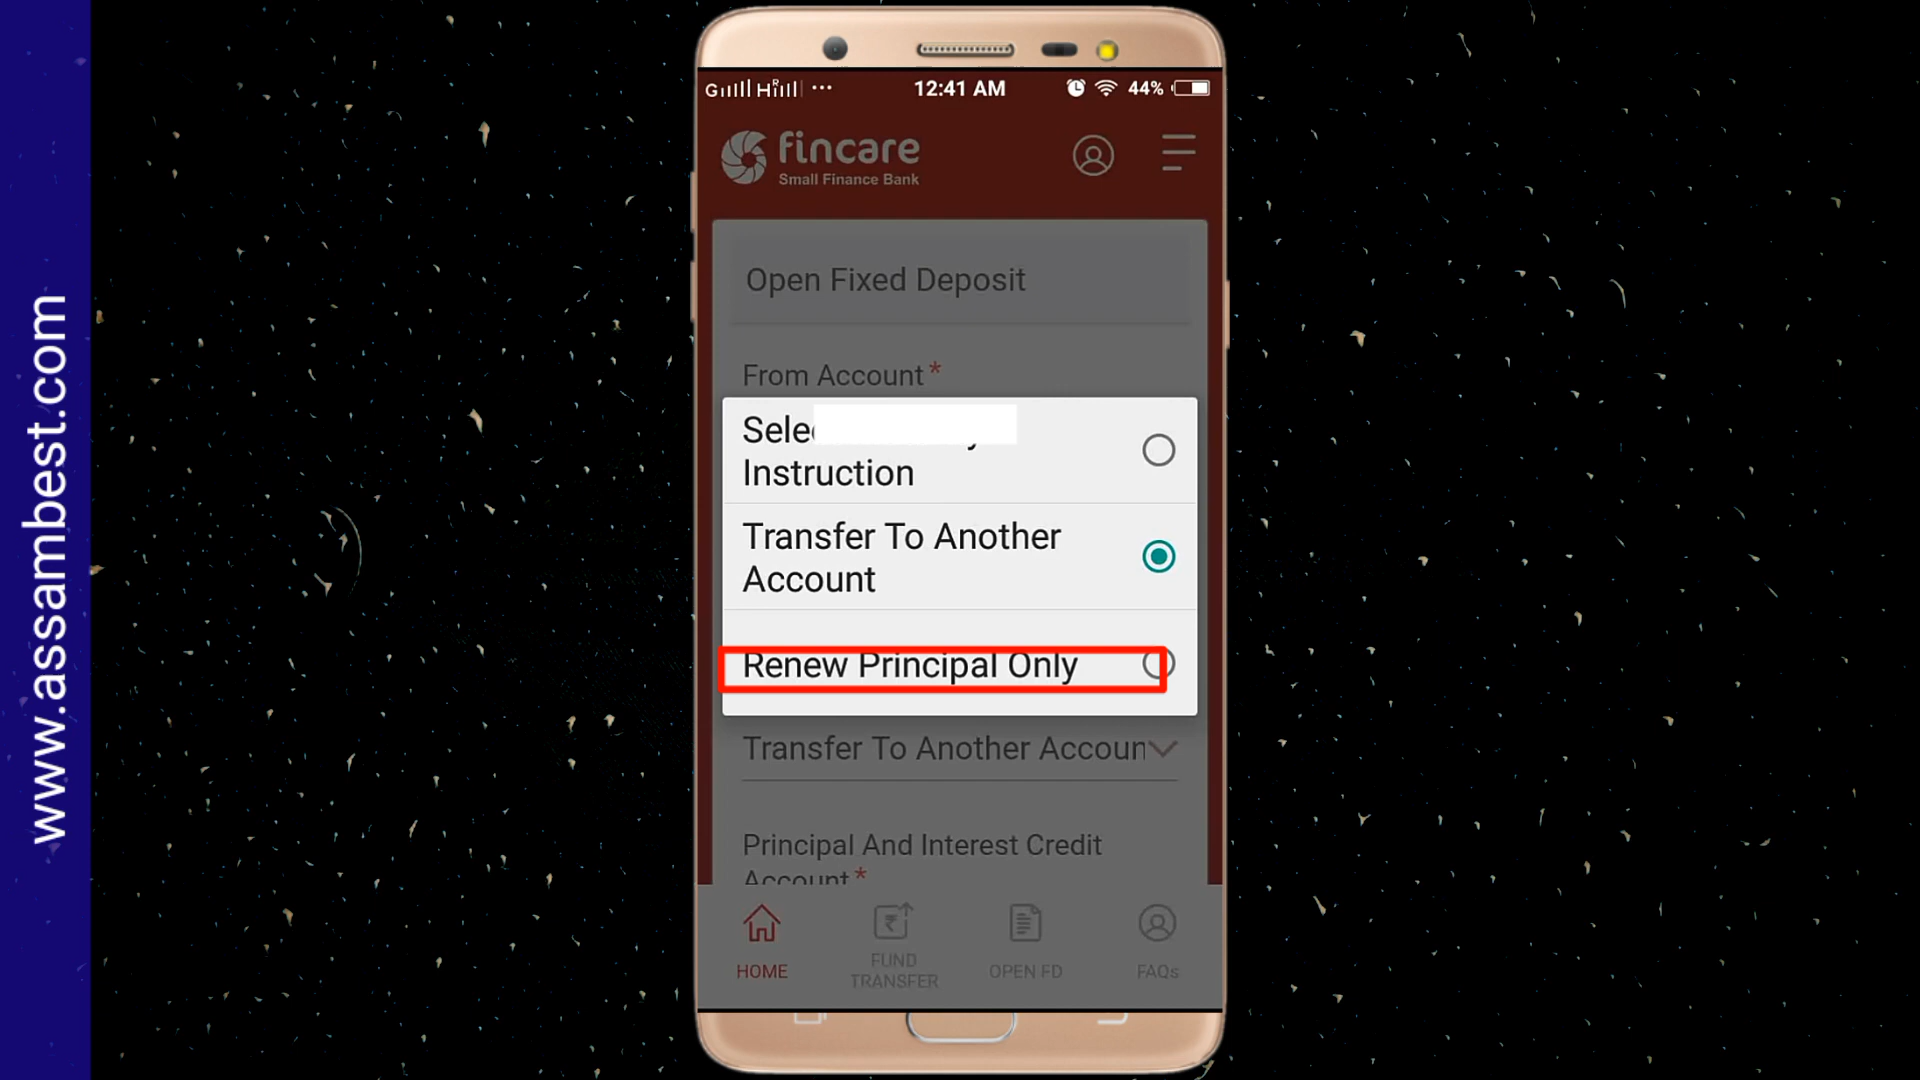 www.assambest.com
12:41 AM
44%
fincare
Small Finance Bank
Open Fixed Deposit
From Account *
Instruction
Transfer To Another
Account
Renew Principal Only
Transfer To Another Accoun
Principal And Interest Credit
Account *
HOME
FUND
TRANSFER
OPEN FD
FAQs